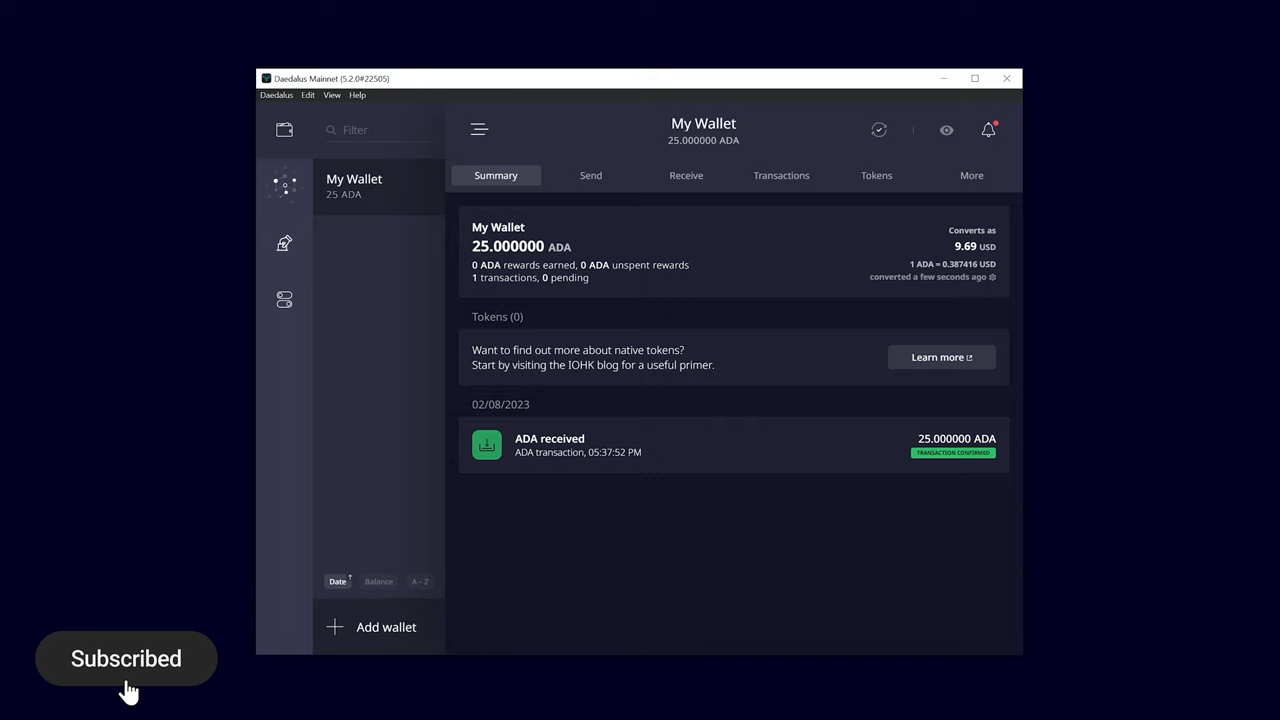 Daedalus Mainnet (5.2.0#22505)
Daedalus Edit View Help
Filter
My Wallet
25 ADA
Date Balance A – Z
Add wallet
My Wallet
25.000000 ADA
Summary Send Receive Transactions Tokens More
My Wallet
25.000000 ADA
0 ADA rewards earned, 0 ADA unspent rewards
1 transactions, 0 pending
Converts as
9.69 USD
1 ADA = 0.387416 USD
converted a few seconds ago
Tokens (0)
Want to find out more about native tokens?
Start by visiting the IOHK blog for a useful primer.
Learn more
02/08/2023
ADA received
ADA transaction, 05:37:52 PM
25.000000 ADA
TRANSACTION CONFIRMED
Subscribed